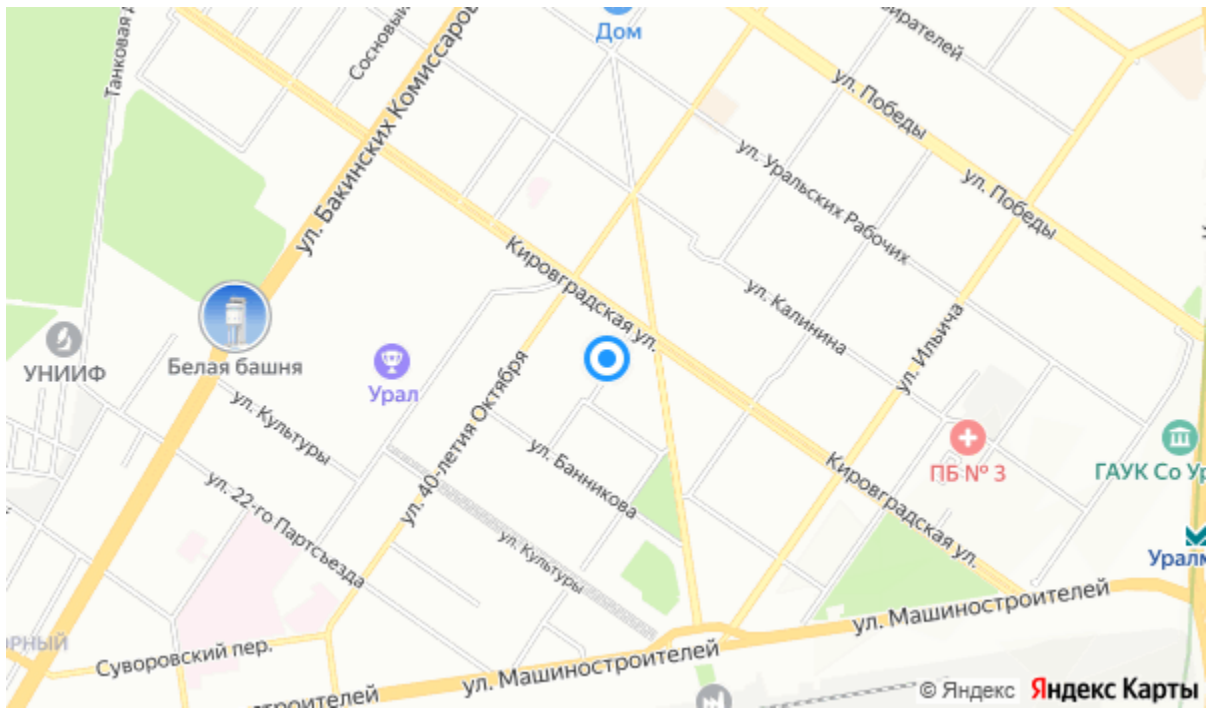 Дом
Сосновый
Танковая
ул. Бакинских Комиссаров
ул. Победы
ул. Уральских Рабочих
ул. Победы
Кировградская ул.
ул. Калинина
ул. Ильича
Белая башня
УНИИФ
Урал
ул. Культуры
ул. 40-летия Октября
ул. Банникова
ПБ № 3
ГАУК Со Ур
Кировградская ул.
ул. 22-го Партсъезда
ул. Культуры
Уралм
ул. Машиностроителей
ОРНЫЙ
Суворовский пер.
ул. Машиностроителей
строителей
© Яндекс Яндекс Карты